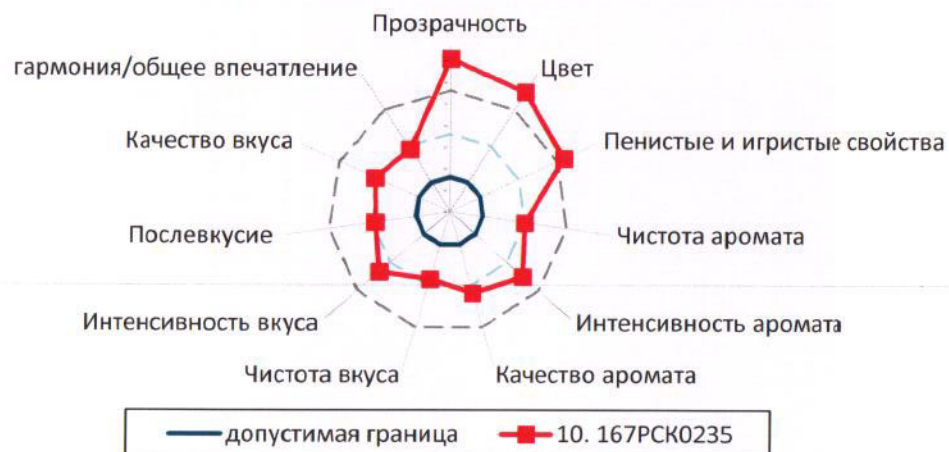 Прозрачность
гармония/общее впечатление
Цвет
Качество вкуса
Пенистые и игристые свойства
Послевкусие
Чистота аромата
Интенсивность вкуса
Интенсивность аромата
Чистота вкуса
Качество аромата
допустимая граница
10. 167РСК0235